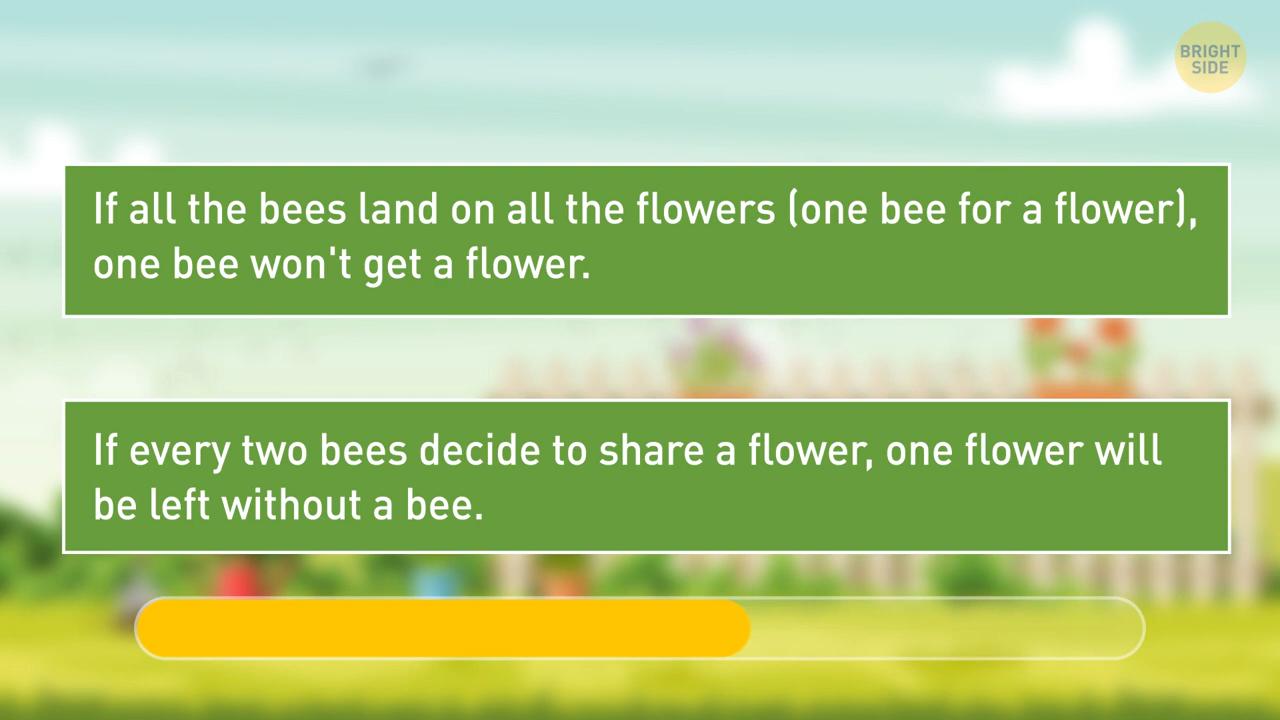 BRIGHT
SIDE
If all the bees land on all the flowers (one bee for a flower),
one bee won't get a flower.
If every two bees decide to share a flower, one flower will
be left without a bee.